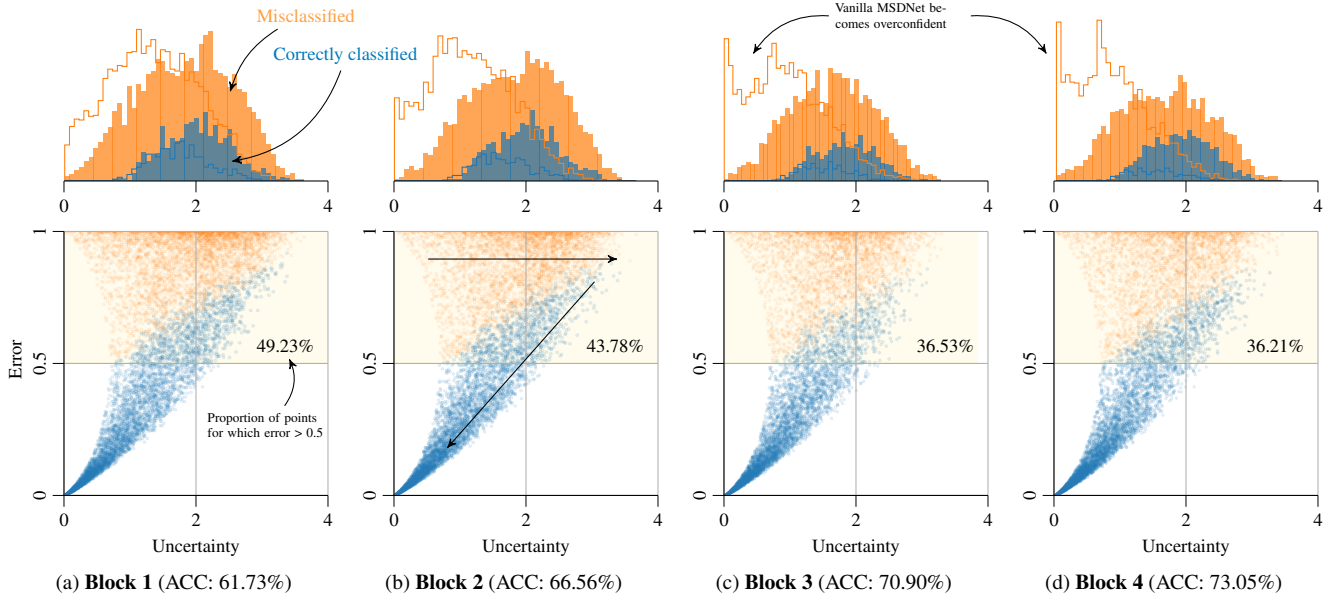 Misclassified
Correctly classified
Vanilla MSDNet be-
comes overconfident
0 2 4
0 2 4
0 2 4
0 2 4
Error
1
0.5
0
49.23%
Proportion of points
for which error > 0.5
0 2 4
Uncertainty
1
0.5
0
43.78%
0 2 4
Uncertainty
1
0.5
0
36.53%
0 2 4
Uncertainty
1
0.5
0
36.21%
0 2 4
Uncertainty
(a) Block 1 (ACC: 61.73%)
(b) Block 2 (ACC: 66.56%)
(c) Block 3 (ACC: 70.90%)
(d) Block 4 (ACC: 73.05%)